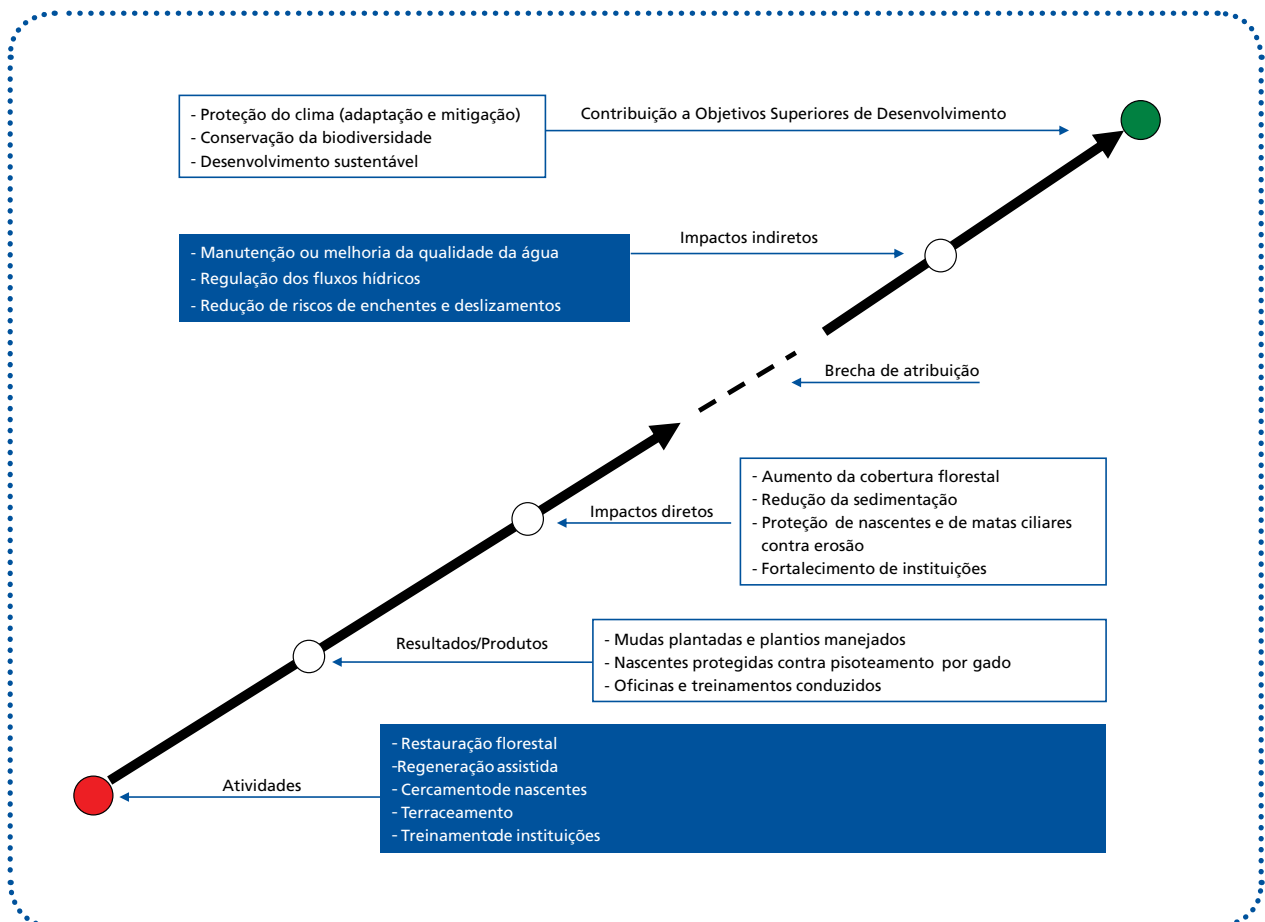 - Proteção do clima (adaptação e mitigação)
- Conservação da biodiversidade
- Desenvolvimento sustentável
Contribuição a Objetivos Superiores de Desenvolvimento
- Manutenção ou melhoria da qualidade da água
- Regulação dos fluxos hídricos
- Redução de riscos de enchentes e deslizamentos
Impactos indiretos
Brecha de atribuição
Impactos diretos
- Aumento da cobertura florestal
- Redução da sedimentação
- Proteção de nascentes e de matas ciliares
contra erosão
- Fortalecimento de instituições
Resultados/Produtos
- Mudas plantadas e plantios manejados
- Nascentes protegidas contra pisoteamento por gado
- Oficinas e treinamentos conduzidos
Atividades
- Restauração florestal
-Regeneração assistida
- Cercamentode nascentes
- Terraceamento
- Treinamentode instituições